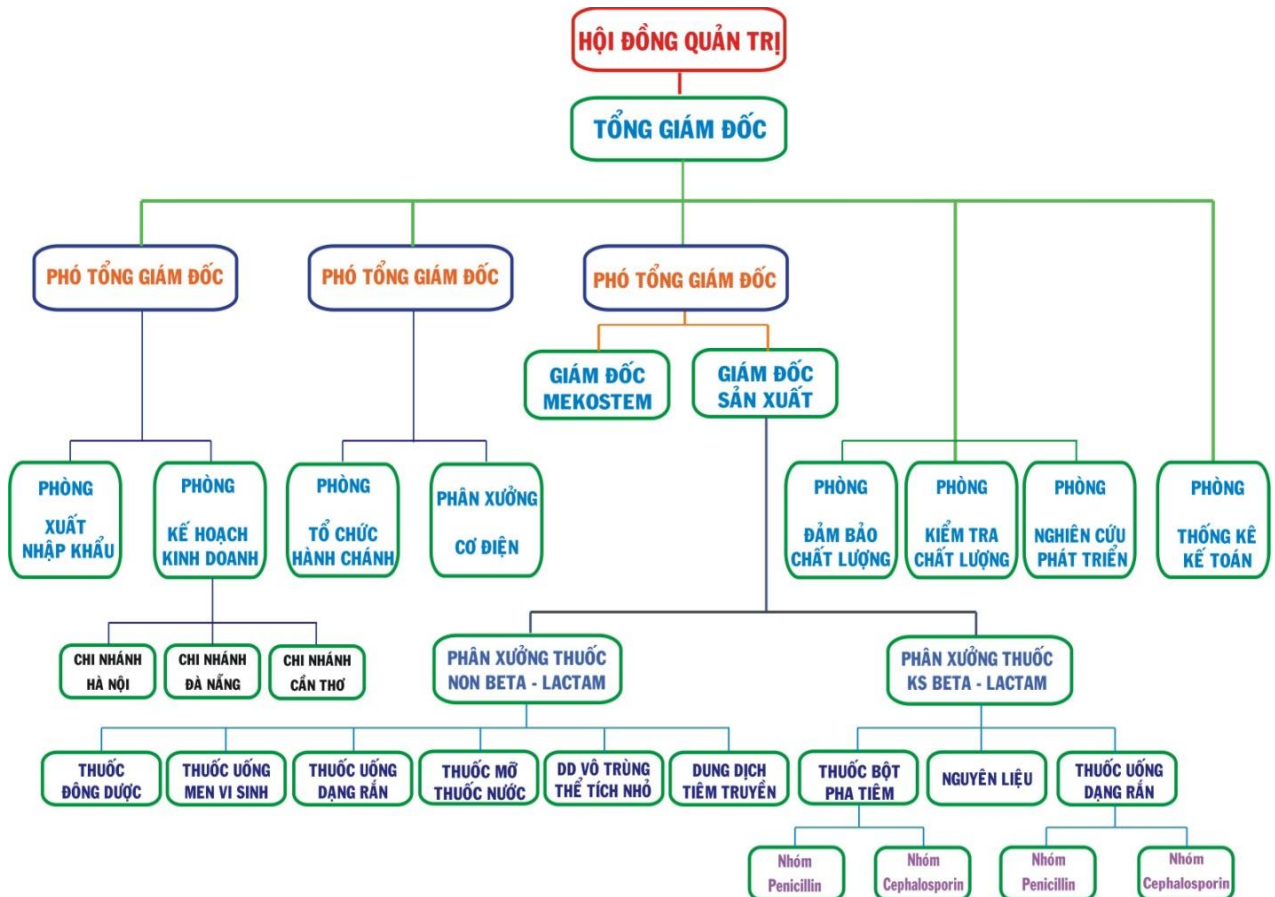 HỘI ĐỒNG QUẢN TRỊ
TỔNG GIÁM ĐỐC
PHÓ TỔNG GIÁM ĐỐC
PHÓ TỔNG GIÁM ĐỐC
PHÓ TỔNG GIÁM ĐỐC
GIÁM ĐỐC
MEKOSTEM
GIÁM ĐỐC
SẢN XUẤT
PHÒNG
XUẤT
NHẬP KHẨU
PHÒNG
KẾ HOẠCH
KINH DOANH
PHÒNG
TỔ CHỨC
HÀNH CHÁNH
PHÂN XƯỞNG
CƠ ĐIỆN
PHÒNG
ĐẢM BẢO
CHẤT LƯỢNG
PHÒNG
KIỂM TRA
CHẤT LƯỢNG
PHÒNG
NGHIÊN CỨU
PHÁT TRIỂN
PHÒNG
THỐNG KÊ
KẾ TOÁN
CHI NHÁNH
HÀ NỘI
CHI NHÁNH
ĐÀ NẴNG
CHI NHÁNH
CẦN THƠ
PHÂN XƯỞNG THUỐC
NON BETA - LACTAM
PHÂN XƯỞNG THUỐC
KS BETA - LACTAM
THUỐC
ĐÔNG DƯỢC
THUỐC UỐNG
MEN VI SINH
THUỐC UỐNG
DẠNG RẮN
THUỐC MỠ
THUỐC NƯỚC
DD VÔ TRÙNG
THỂ TÍCH NHỎ
DUNG DỊCH
TIÊM TRUYỀN
THUỐC BỘT
PHA TIÊM
NGUYÊN LIỆU
THUỐC UỐNG
DẠNG RẮN
Nhóm
Penicillin
Nhóm
Cephalosporin
Nhóm
Penicillin
Nhóm
Cephalosporin